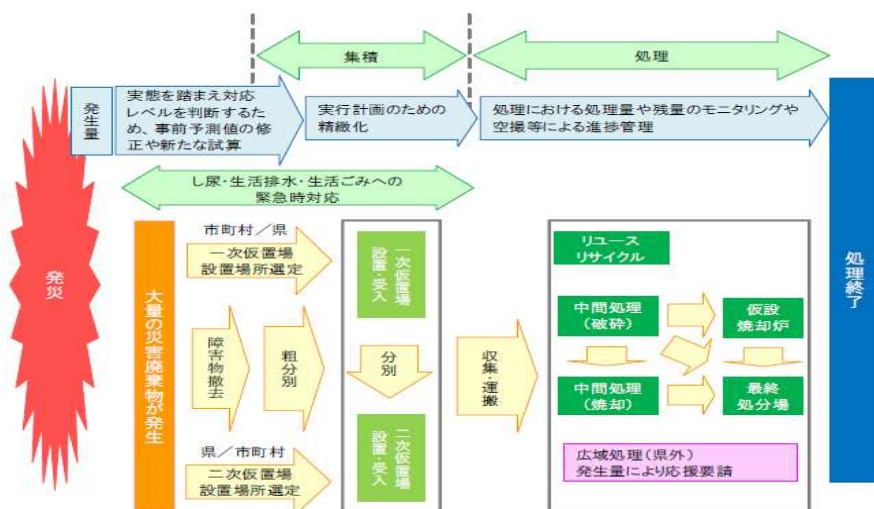 集積
処理
発災
発生量
実態を踏まえ対応
レベルを判断するた
め、事前予測値の修
正や新たな試算
実行計画のための
精緻化
処理における処理量や残量のモニタリングや
空撮等による進捗管理
し尿・生活排水・生活ごみへの
緊急時対応
大量の災害廃棄物が発生
市町村／県
一次仮置場
設置場所選定
障害物撤去
粗分別
県／市町村
二次仮置場
設置場所選定
一次仮置場
設置・受入
分別
二次仮置場
設置・受入
収集・運搬
リユース
リサイクル
中間処理
（破砕）
仮設
焼却炉
中間処理
（焼却）
最終
処分場
広域処理（県外）
発生量により応援要請
処理終了